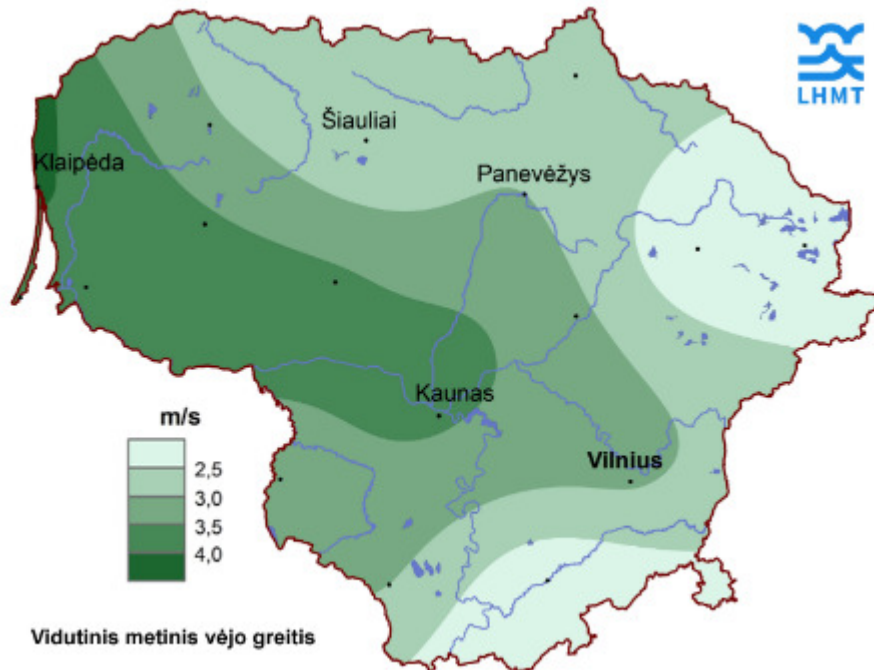 LHMT
Šiauliai
Klaipėda
Panevėžys
Kaunas
Vilnius
m/s
2,5
3,0
3,5
4,0
Vidutinis metinis vėjo greitis